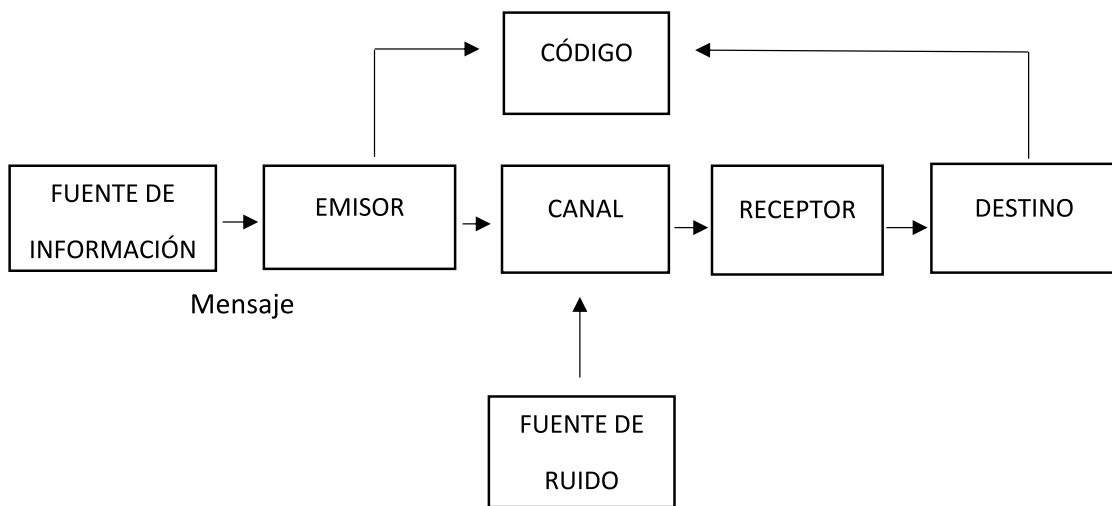 CÓDIGO
FUENTE DE
INFORMACIÓN
EMISOR
CANAL
RECEPTOR
DESTINO
Mensaje
FUENTE DE
RUIDO